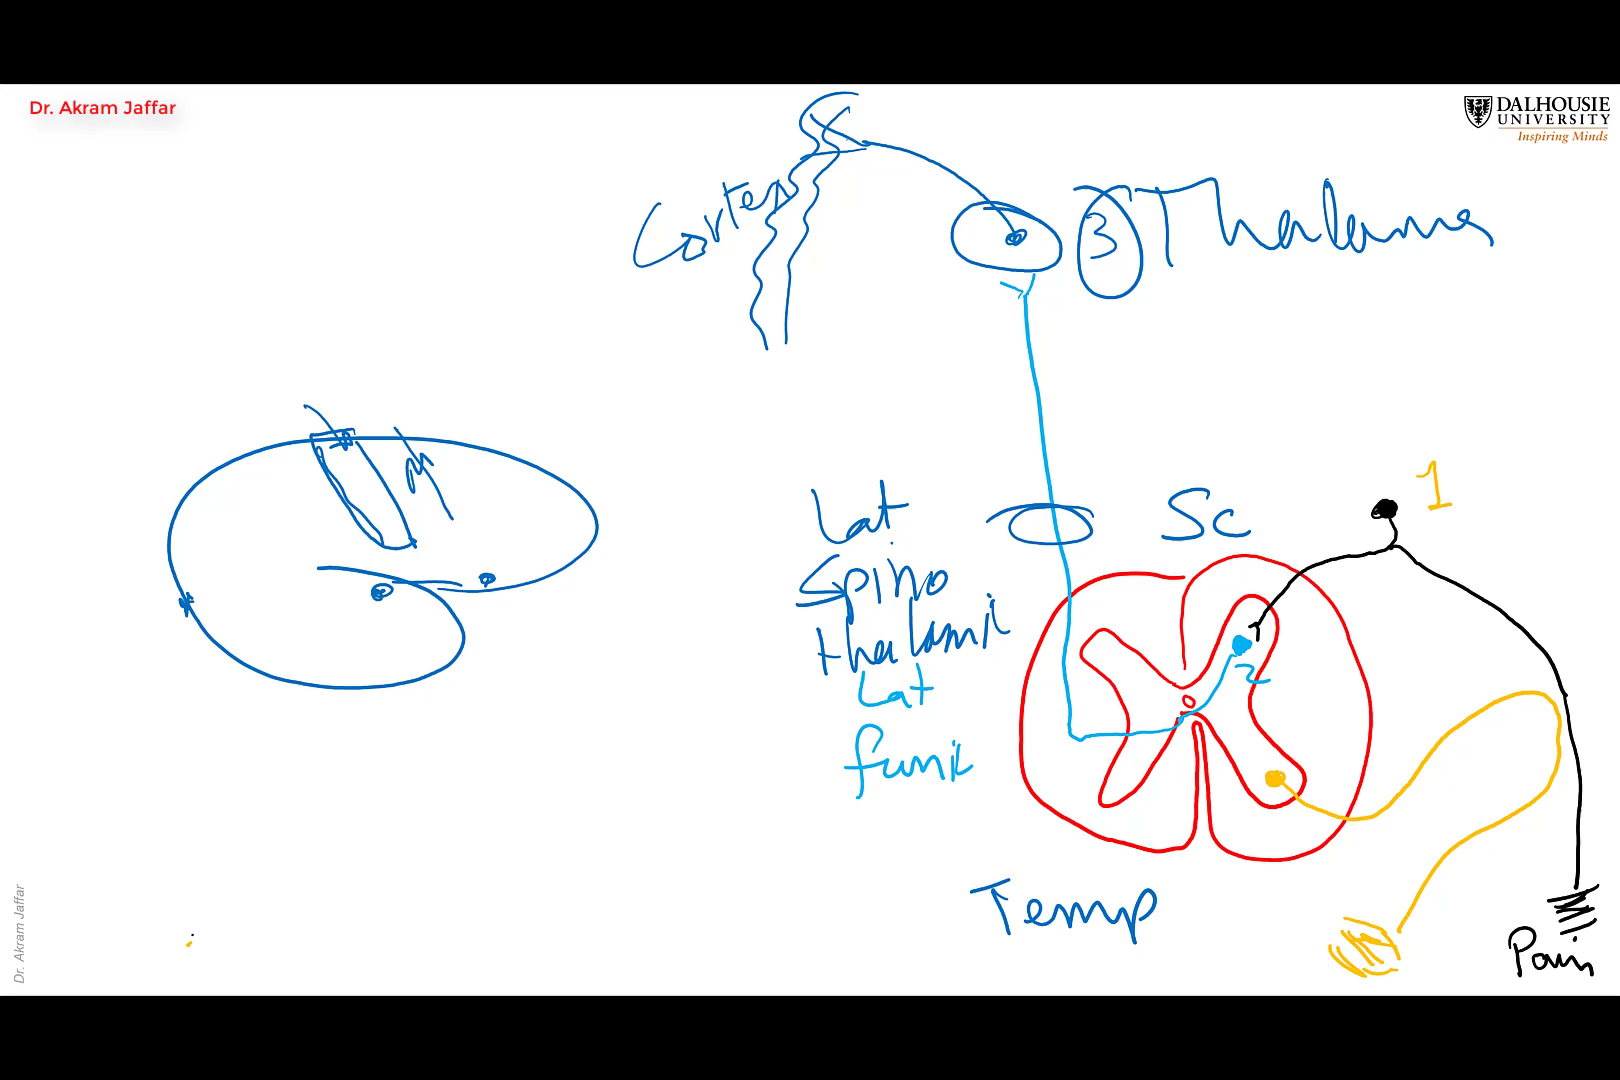 Dr. Akram Jaffar
DALHOUSIE
UNIVERSITY
Inspiring Minds
Cortex
3 Thalamus
1
Lat
Spino
thalamic
Sc
2
Lat
funic
Temp
Pain
Dr. Akram Jaffar